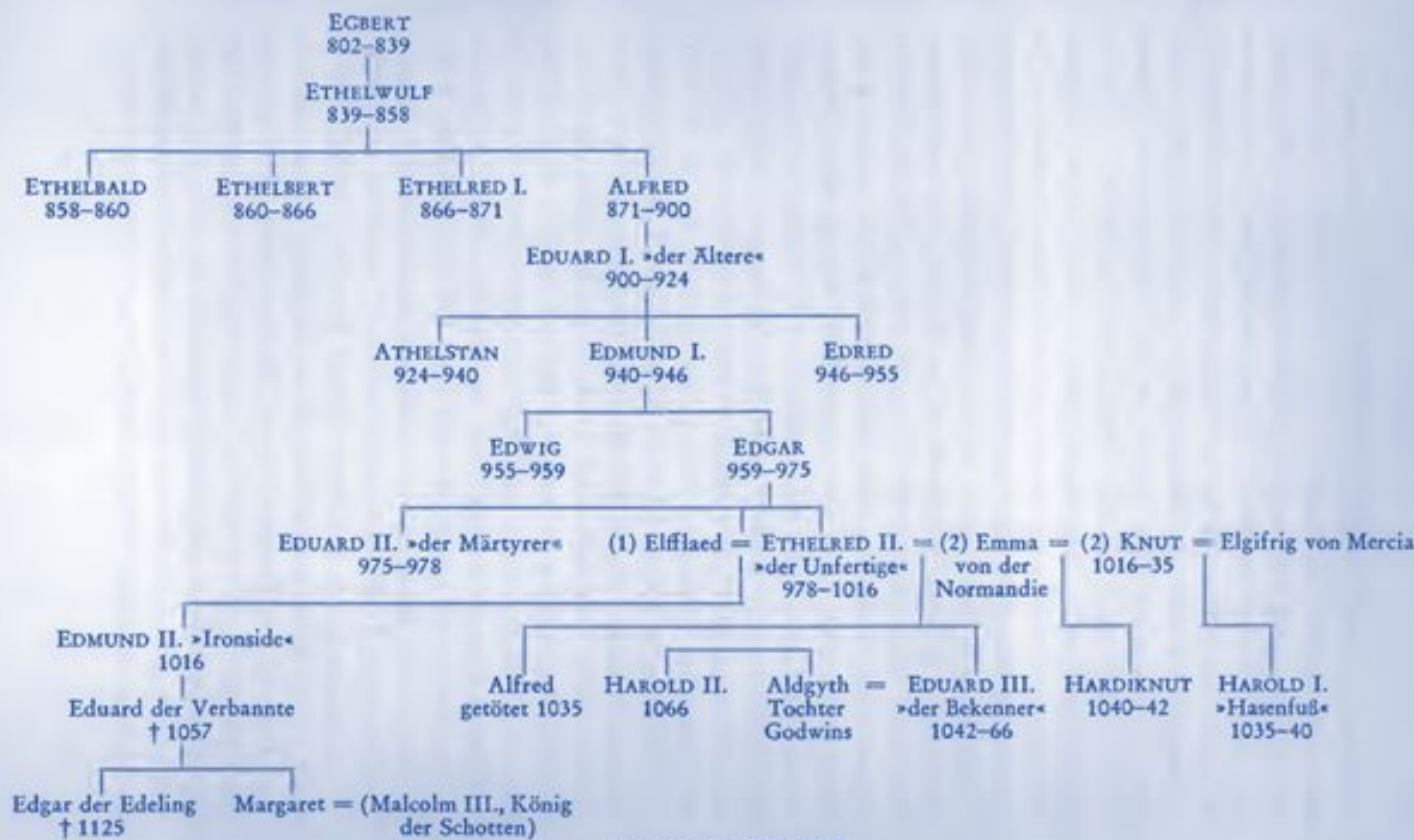 EGBERT
802–839
ETHELWULF
839–858
ETHELBALD
858–860
ETHELBERT
860–866
ETHELRED I.
866–871
ALFRED
871–900
EDUARD I. »der Ältere«
900–924
ATHELSTAN
924–940
EDMUND I.
940–946
EDRED
946–955
EDWIG
955–959
EDGAR
959–975
EDUARD II. »der Märtyrer«
975–978
(1) Elfflaed = ETHELRED II. = (2) Emma = (2) KNUT = Elgifrig von Mercia
»der Unfertige«
978–1016
von der
Normandie
1016–35
EDMUND II. »Ironside«
1016
Alfred
getötet 1035
HAROLD II.
1066
Aldgyth = EDUARD III.
Tochter
Godwins
»der Bekenner«
1042–66
HARDIKNUT
1040–42
HAROLD I.
»Hasenfuß«
1035–40
Eduard der Verbannte
† 1057
Edgar der Edeling
† 1125
Margaret = (Malcolm III., König
der Schotten)